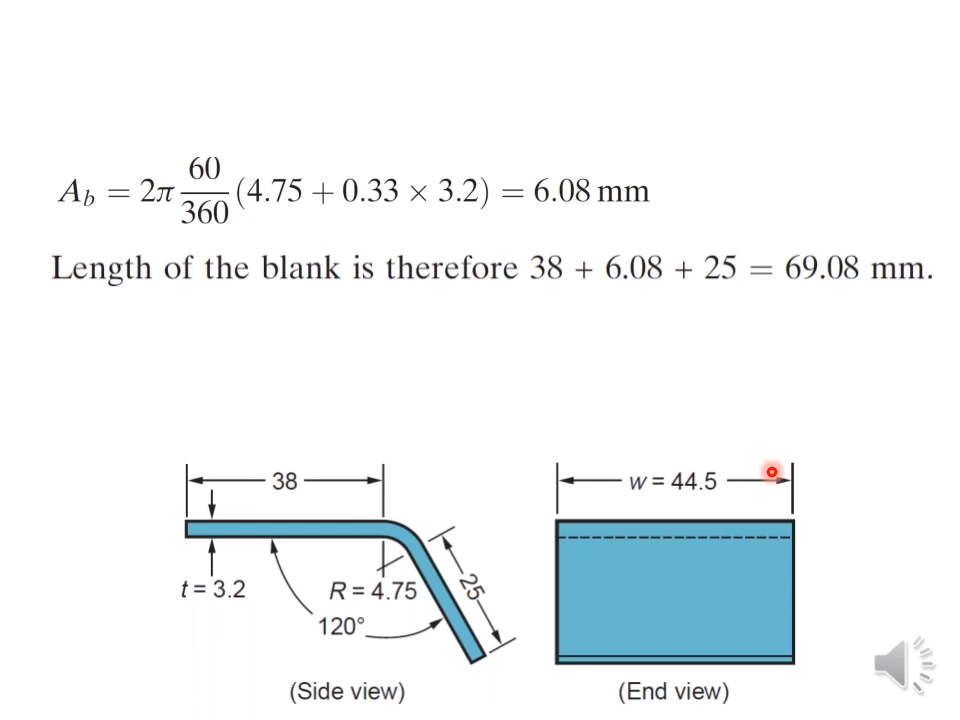 A_b = 2π 60/360 (4.75 + 0.33 × 3.2) = 6.08 mm
Length of the blank is therefore 38 + 6.08 + 25 = 69.08 mm.
38
w = 44.5
t = 3.2
R = 4.75
25
120°
(Side view)
(End view)